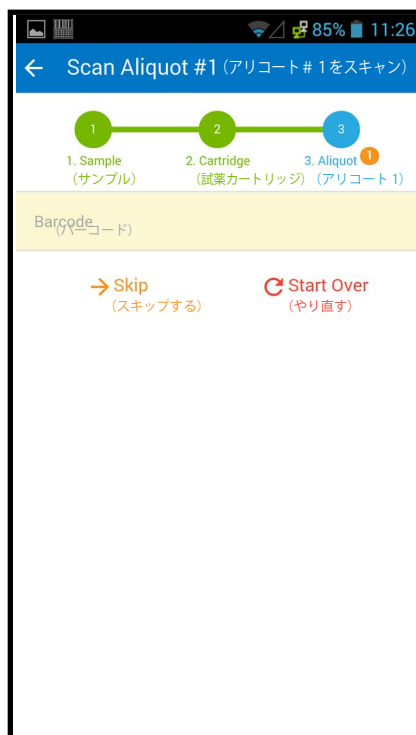 85% 11:26
Scan Aliquot #1 (アリコート#1をスキャン)
1 2 3
1. Sample 2. Cartridge 3. Aliquot 1
(サンプル) (試薬カートリッジ) (アリコート 1)
Barcode
(バーコード)
Skip Start Over
(スキップする) (やり直す)